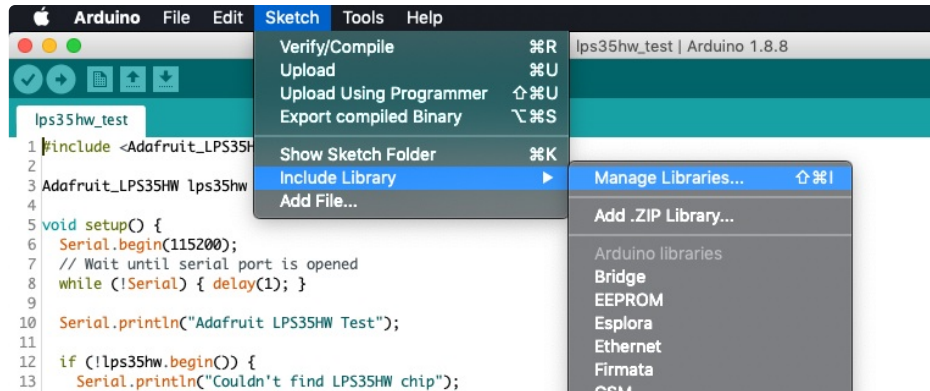 Arduino File Edit Sketch Tools Help
lps35hw_test | Arduino 1.8.8
Verify/Compile ⌘R
Upload ⌘U
Upload Using Programmer ⇧⌘U
Export compiled Binary ⌥⌘S
Show Sketch Folder ⌘K
Include Library ▶
Add File...
Manage Libraries... ⇧⌘I
Add .ZIP Library...
Arduino libraries
Bridge
EEPROM
Esplora
Ethernet
Firmata
GSM
lps35hw_test
1 #include <Adafruit_LPS35H
2
3 Adafruit_LPS35HW lps35hw
4
5 void setup() {
6 Serial.begin(115200);
7 // Wait until serial port is opened
8 while (!Serial) { delay(1); }
9
10 Serial.println("Adafruit LPS35HW Test");
11
12 if (!lps35hw.begin()) {
13 Serial.println("Couldn't find LPS35HW chip");